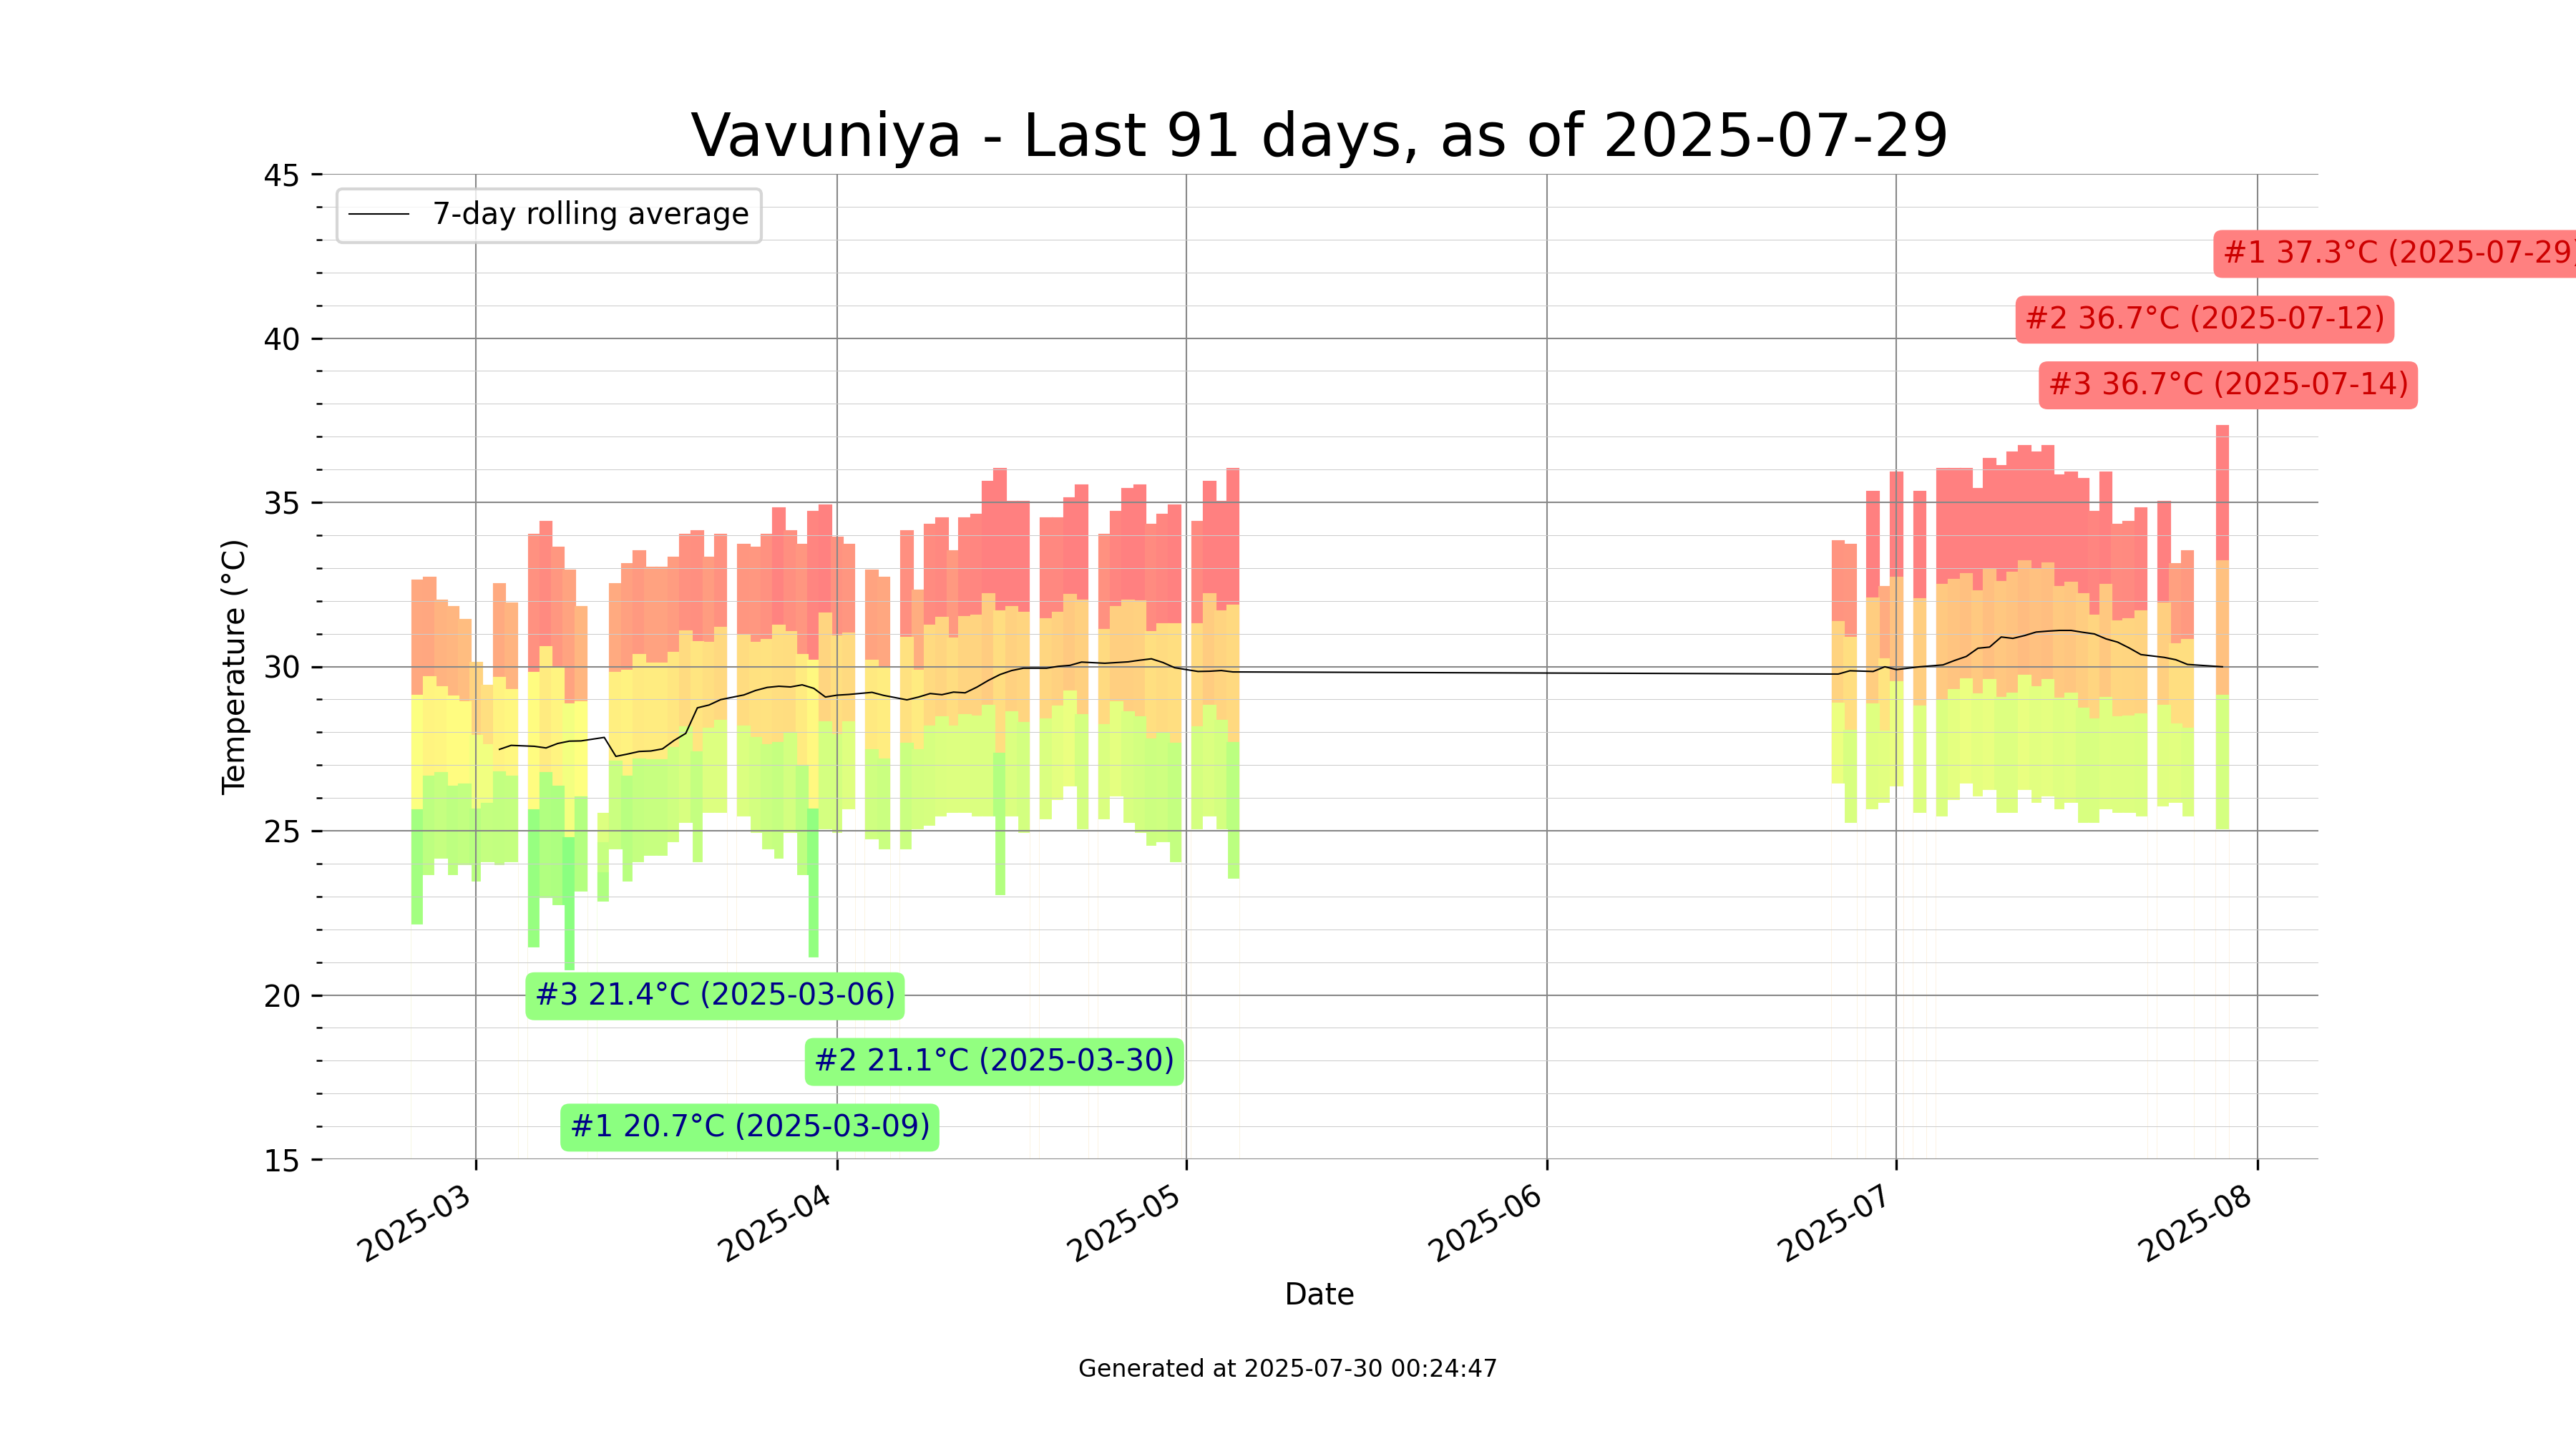 Vavuniya - Last 91 days, as of 2025-07-29
45
7-day rolling average
#1 37.3°C (2025-07-29)
#2 36.7°C (2025-07-12)
40
#3 36.7°C (2025-07-14)
35
30
Temperature (°C)
25
20
#3 21.4°C (2025-03-06)
#2 21.1°C (2025-03-30)
#1 20.7°C (2025-03-09)
15
2025-03
2025-04
2025-05
2025-06
2025-07
2025-08
Date
Generated at 2025-07-30 00:24:47